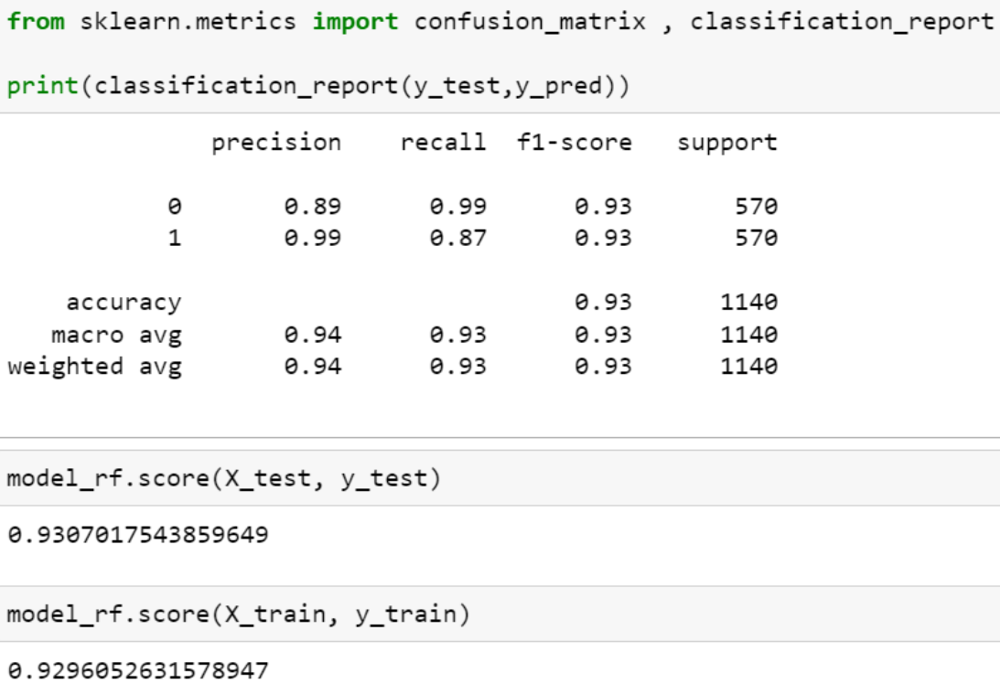 from sklearn.metrics import confusion_matrix , classification_report
print(classification_report(y_test,y_pred))
precision recall f1-score support
0 0.89 0.99 0.93 570
1 0.99 0.87 0.93 570
accuracy 0.93 1140
macro avg 0.94 0.93 0.93 1140
weighted avg 0.94 0.93 0.93 1140
model_rf.score(X_test, y_test)
0.9307017543859649
model_rf.score(X_train, y_train)
0.9296052631578947